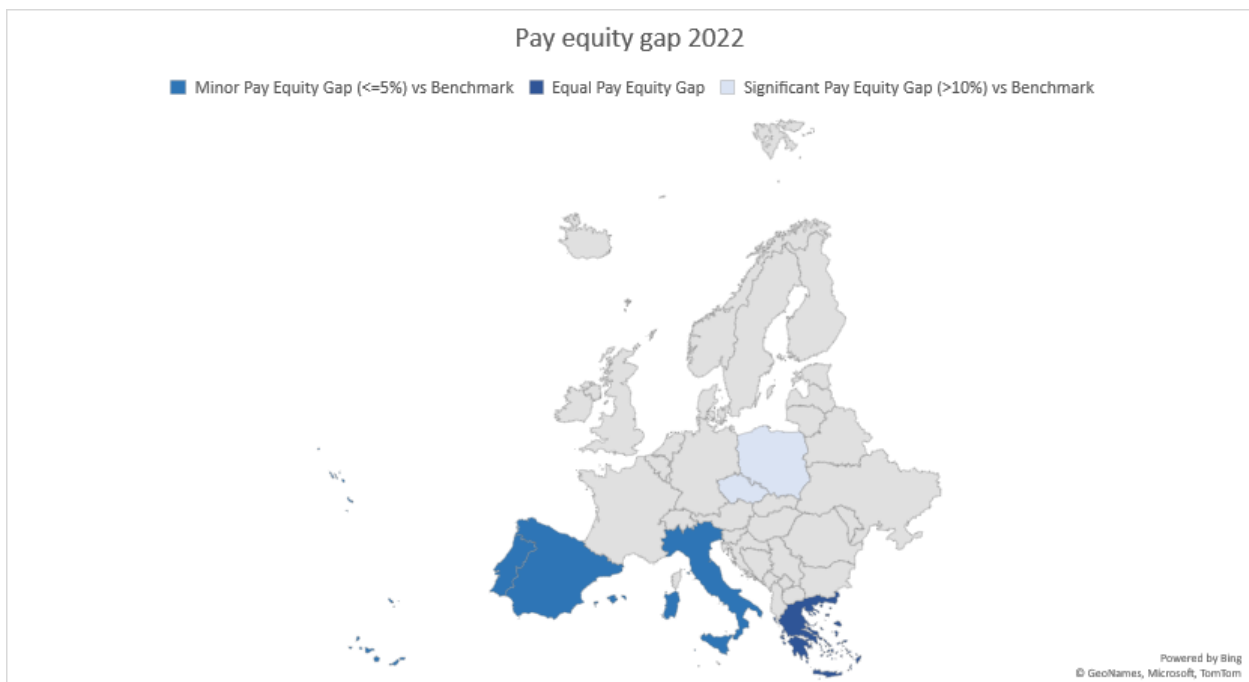 Pay equity gap 2022
Minor Pay Equity Gap (<=5%) vs Benchmark Equal Pay Equity Gap Significant Pay Equity Gap (>10%) vs Benchmark
Powered by Bing
© GeoNames, Microsoft, TomTom